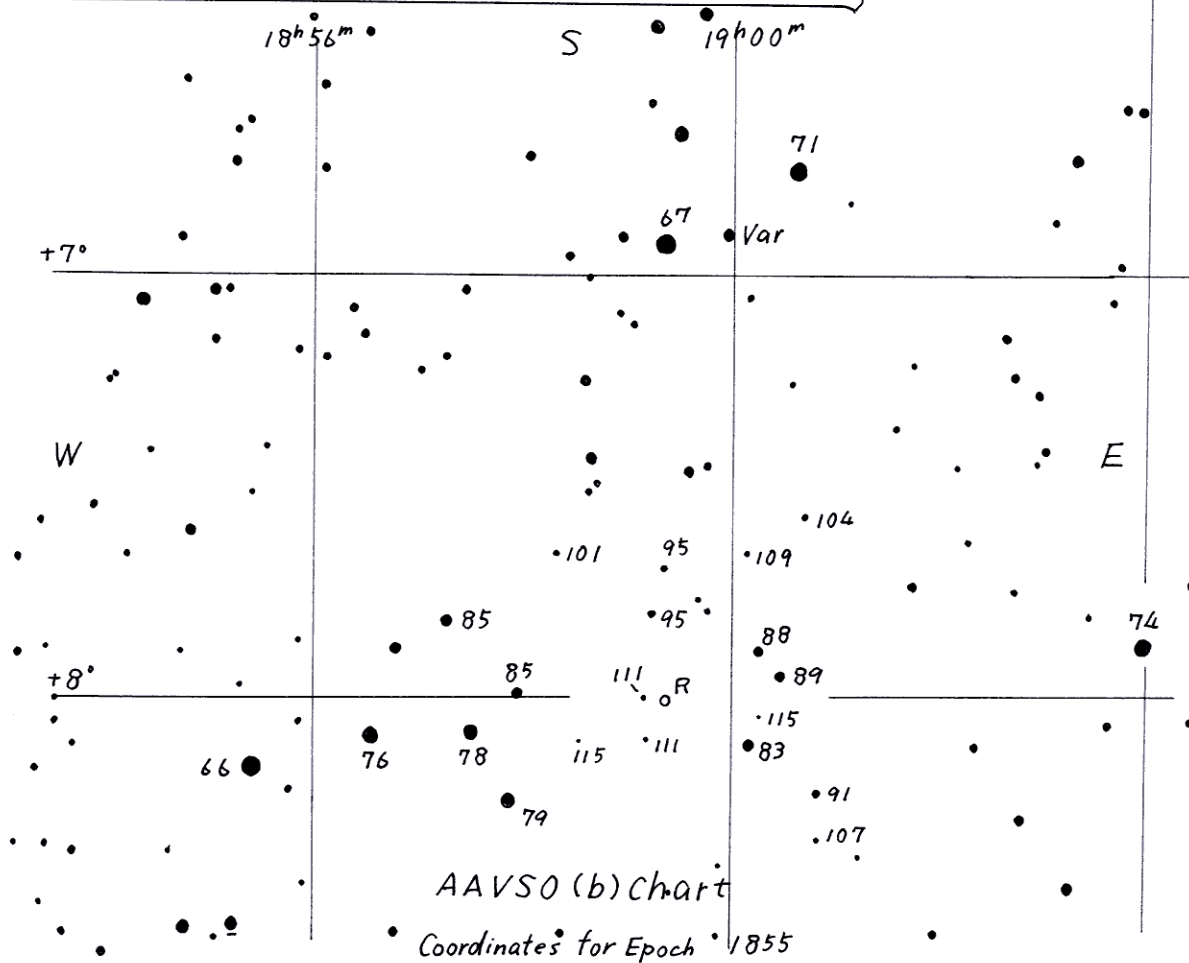 18h56m S 19h00m
71
67
Var
+7°
W E
104
101 95 109
85 95
88 74
+8° 85 111 R 89
115
76 78 115 111 83
66
79 91
107
AAVSO (b) Chart
Coordinates for Epoch 1855